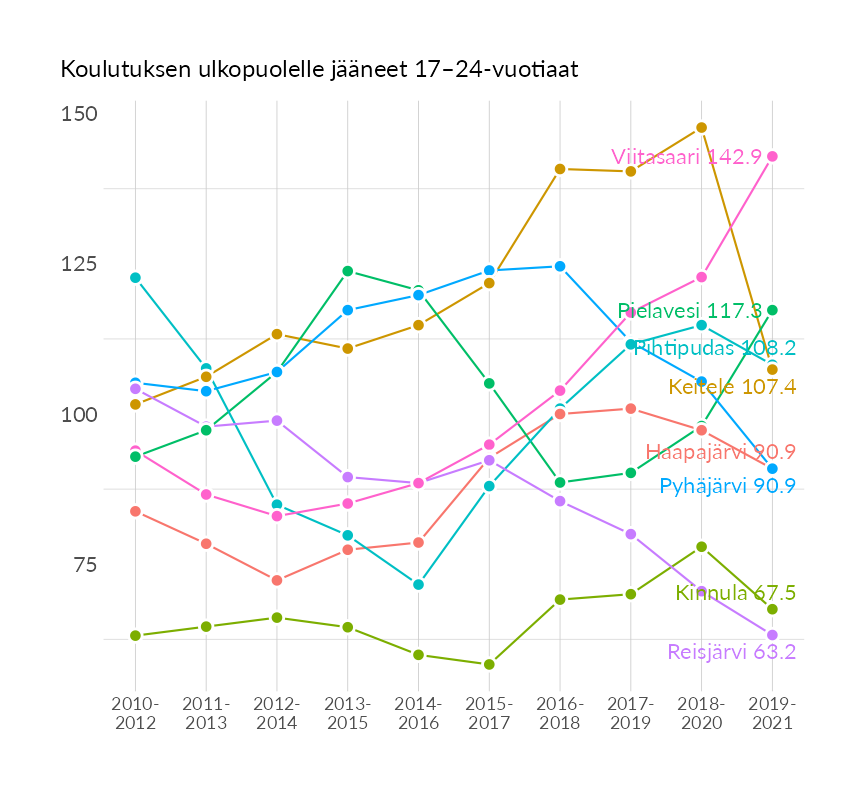 Koulutuksen ulkopuolelle jääneet 17–24-vuotiaat
150
125
100
75
Viitasaari 142.9
Pielavesi 117.3
Pihtipudas 108.2
Keitele 107.4
Haapajärvi 90.9
Pyhäjärvi 90.9
Kinnula 67.5
Reisjärvi 63.2
2010-
2012
2011-
2013
2012-
2014
2013-
2015
2014-
2016
2015-
2017
2016-
2018
2017-
2019
2018-
2020
2019-
2021